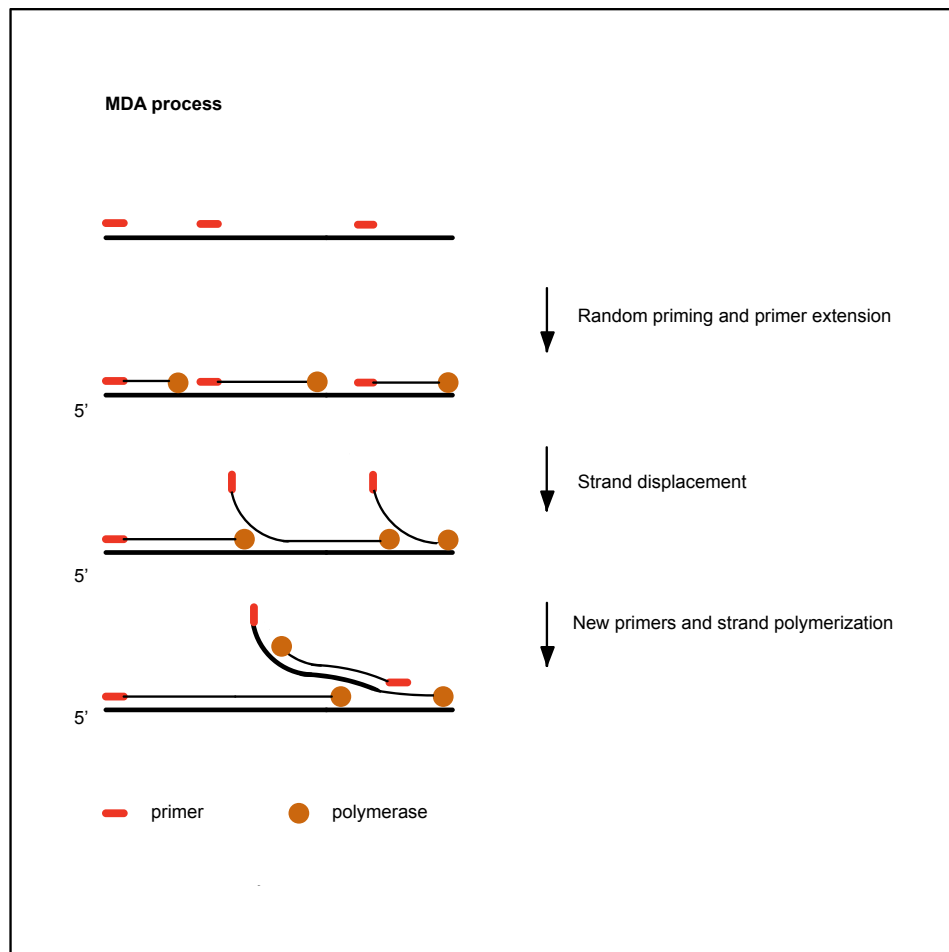 MDA process
Random priming and primer extension
5’
Strand displacement
5’
New primers and strand polymerization
5’
primer
polymerase